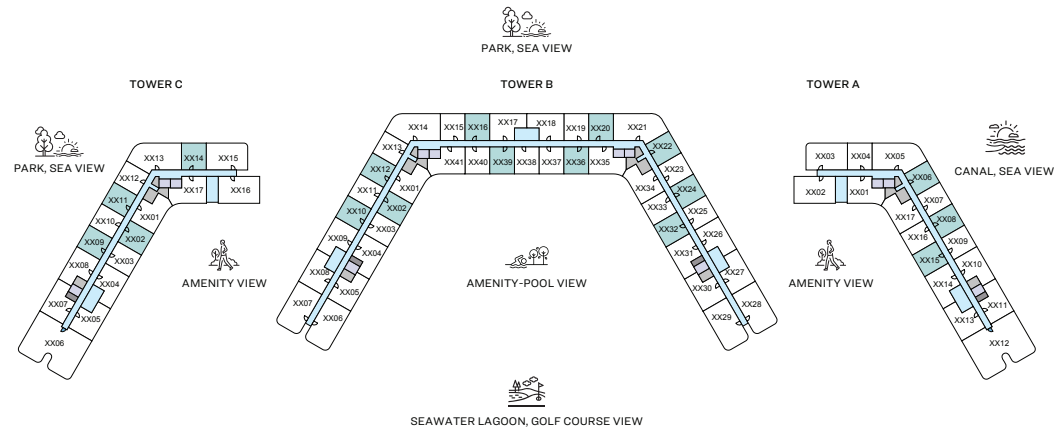 PARK, SEA VIEW
TOWER C
TOWER B
TOWER A
PARK, SEA VIEW
CANAL, SEA VIEW
XX13
XX14
XX15
XX12
XX17
XX16
XX11
XX01
XX10
XX02
XX09
XX03
XX08
XX04
XX07
XX05
XX06
AMENITY VIEW
XX14
XX15
XX16
XX17
XX18
XX19
XX20
XX21
XX13
XX41
XX40
XX39
XX38
XX37
XX36
XX35
XX22
XX12
XX23
XX11
XX01
XX34
XX24
XX10
XX02
XX33
XX25
XX09
XX03
XX32
XX26
XX08
XX04
XX31
XX27
XX07
XX05
XX30
XX28
XX06
XX29
AMENITY-POOL VIEW
XX03
XX04
XX05
XX02
XX01
XX06
XX07
XX17
XX08
XX16
XX09
XX15
XX10
XX14
XX11
XX13
XX12
AMENITY VIEW
SEAWATER LAGOON, GOLF COURSE VIEW